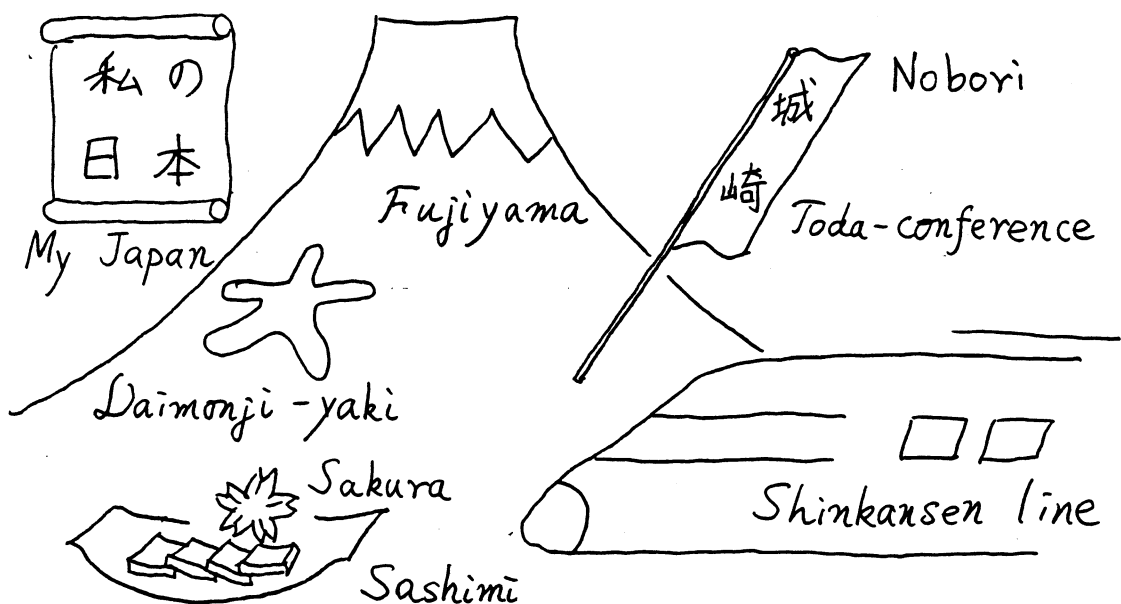 私の
日本
My Japan
Fujiyama
城
崎
Nobori
Toda-conference
Daimonji-yaki
Sakura
Sashimi
Shinkansen line